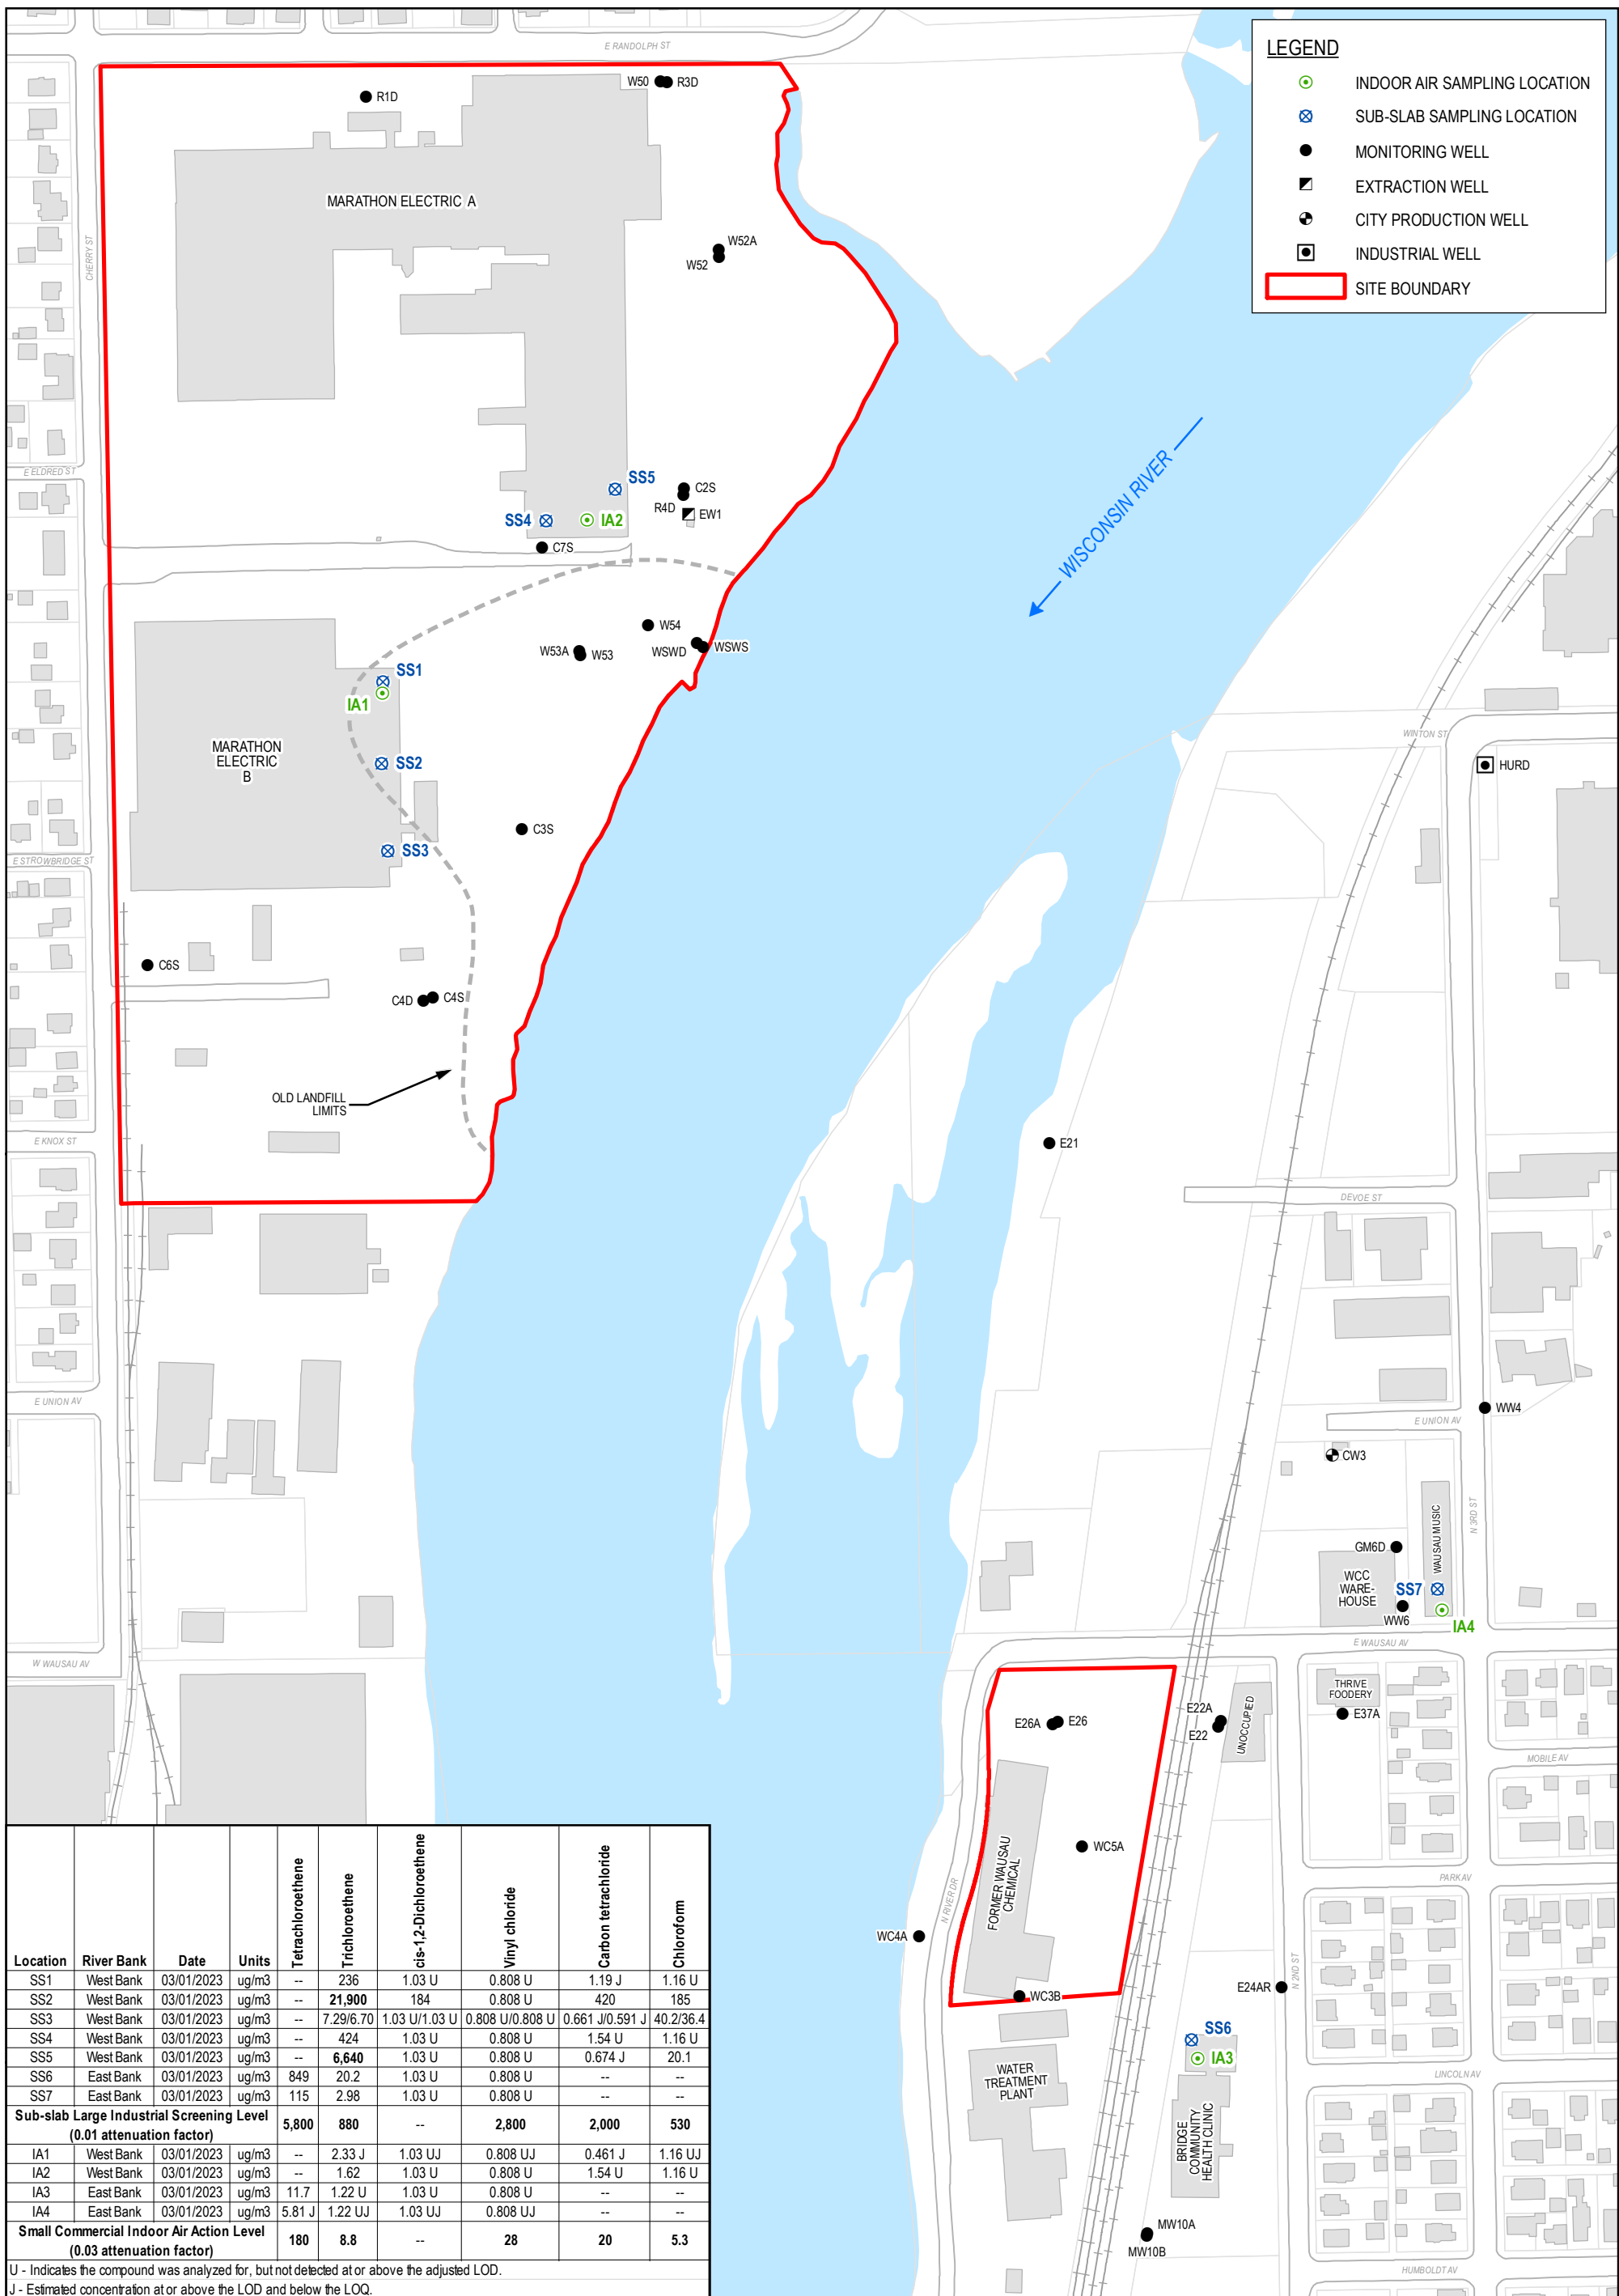 E RANDOLPH ST
LEGEND
INDOOR AIR SAMPLING LOCATION
SUB-SLAB SAMPLING LOCATION
MONITORING WELL
EXTRACTION WELL
CITY PRODUCTION WELL
INDUSTRIAL WELL
SITE BOUNDARY
W50
R3D
R1D
MARATHON ELECTRIC A
CHERRY ST
W52A
W52
E ELDRED ST
SS5
C2S
R4D
EW1
SS4
IA2
C7S
WISCONSIN RIVER
W54
W53A
W53
WSWD
WSWS
SS1
IA1
MARATHON
ELECTRIC
B
SS2
WINTON ST
HURD
C3S
SS3
E STROWBRIDGE ST
C6S
C4D
C4S
OLD LANDFILL
LIMITS
E KNOX ST
E21
DEVOE ST
E UNION AV
WW4
E UNION AV
CW3
N 3RD ST
WAUSAU MUSIC
GM6D
WCC
WARE-
HOUSE
SS7
WW6
IA4
E WAUSAU AV
W WAUSAU AV
THRIVE
FOODERY
E37A
E26A
E26
E22A
E22
UNOCCUPIED
MOBILE AV
WC5A
FORMER WAUSAU
CHEMICAL
N RIVER DR
PARK AV
WC4A
N 2ND ST
E24AR
WC3B
SS6
IA3
WATER
TREATMENT
PLANT
LINCOLN AV
BRIDGE
COMMUNITY
HEALTH CLINIC
MW10A
MW10B
HUMBOLDT AV
Location River Bank Date Units Tetrachloroethene Trichloroethene cis-1,2,-Dichloroethene Vinyl chloride Carbon tetrachloride Chloroform
SS1 West Bank 03/01/2023 ug/m3 -- 236 1.03 U 0.808 U 1.19 J 1.16 U
SS2 West Bank 03/01/2023 ug/m3 -- 21,900 184 0.808 U 420 185
SS3 West Bank 03/01/2023 ug/m3 -- 7.29/6.70 1.03 U/1.03 U 0.808 U/0.808 U 0.661 J/0.591 J 40.2/36.4
SS4 West Bank 03/01/2023 ug/m3 -- 424 1.03 U 0.808 U 1.54 U 1.16 U
SS5 West Bank 03/01/2023 ug/m3 -- 6,640 1.03 U 0.808 U 0.674 J 20.1
SS6 East Bank 03/01/2023 ug/m3 849 20.2 1.03 U 0.808 U -- --
SS7 East Bank 03/01/2023 ug/m3 115 2.98 1.03 U 0.808 U -- --
Sub-slab Large Industrial Screening Level
(0.01 attenuation factor) 5,800 880 -- 2,800 2,000 530
IA1 West Bank 03/01/2023 ug/m3 -- 2.33 J 1.03 UJ 0.808 UJ 0.461 J 1.16 UJ
IA2 West Bank 03/01/2023 ug/m3 -- 1.62 1.03 U 0.808 U 1.54 U 1.16 U
IA3 East Bank 03/01/2023 ug/m3 11.7 1.22 U 1.03 U 0.808 U -- --
IA4 East Bank 03/01/2023 ug/m3 5.81 J 1.22 UJ 1.03 UJ 0.808 UJ -- --
Small Commercial Indoor Air Action Level
(0.03 attenuation factor) 180 8.8 -- 28 20 5.3
U - Indicates the compound was analyzed for, but not detected at or above the adjusted LOD.
J - Estimated concentration at or above the LOD and below the LOQ.